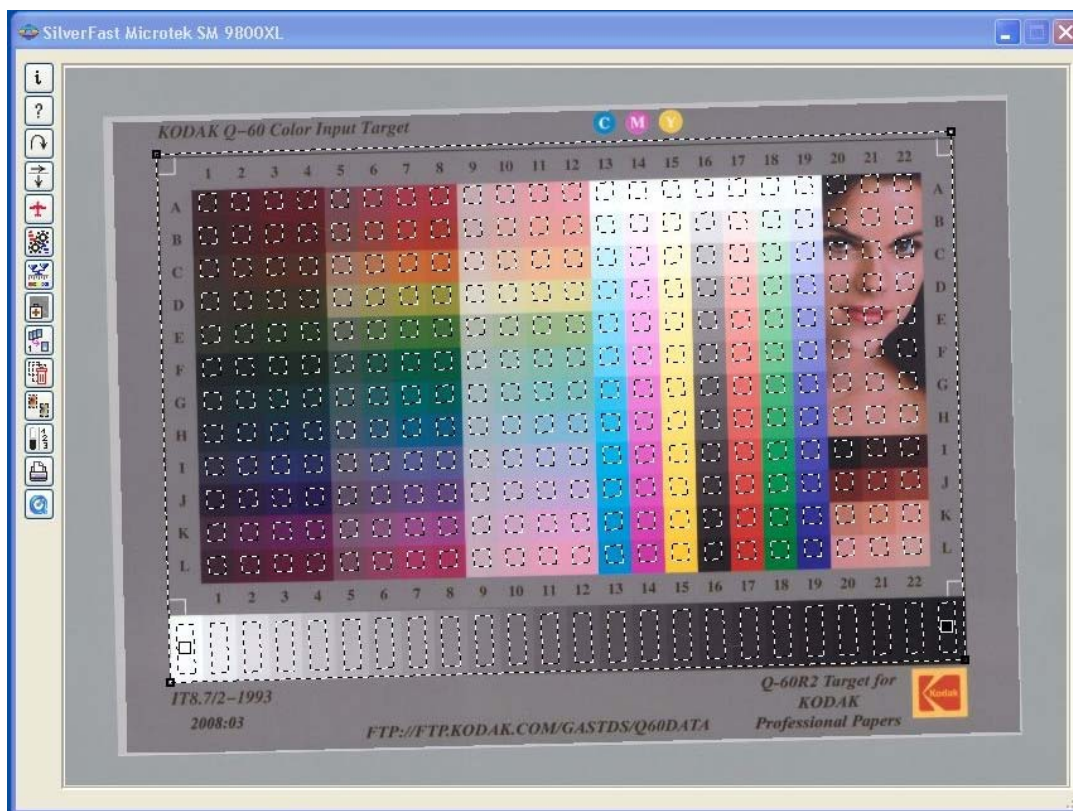 SilverFast Microtek SM 9800XL
KODAK Q-60 Color Input Target
C M Y
1 2 3 4 5 6 7 8 9 10 11 12 13 14 15 16 17 18 19 20 21 22
A A
B B
C C
D D
E E
F F
G G
H H
I I
J J
K K
L L
1 2 3 4 5 6 7 8 9 10 11 12 13 14 15 16 17 18 19 20 21 22
IT8.7/2-1993
2008:03
FTP://FTP.KODAK.COM/GASTDS/Q60DATA
Q-60R2 Target for
KODAK
Professional Papers
Kodak